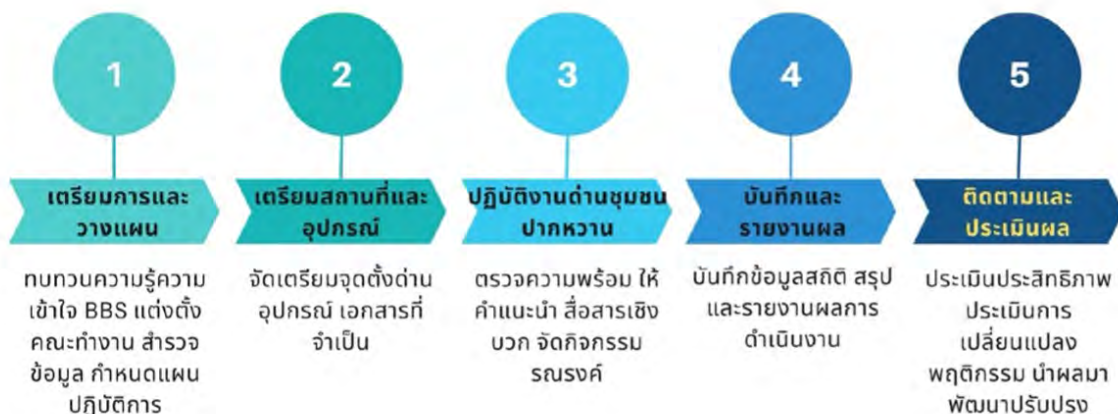 1
เตรียมการและ
วางแผน
ทบทวนความรู้ความ
เข้าใจ BBS แต่งตั้ง
คณะทำงาน สำรวจ
ข้อมูล กำหนดแผน
ปฏิบัติการ
2
เตรียมสถานที่และ
อุปกรณ์
จัดเตรียมจุดตั้งด่าน
อุปกรณ์ เอกสารที่
จำเป็น
3
ปฏิบัติงานด่านชุมชน
ปากหวาน
ตรวจความพร้อม ให้
คำแนะนำ สื่อสารเชิง
บวก จัดกิจกรรม
รณรงค์
4
บันทึกและ
รายงานผล
บันทึกข้อมูลสถิติ สรุป
และรายงานผลการ
ดำเนินงาน
5
ติดตามและ
ประเมินผล
ประเมินประสิทธิภาพ
ประเมินการ
เปลี่ยนแปลง
พฤติกรรม นำผลมา
พัฒนาปรับปรุง